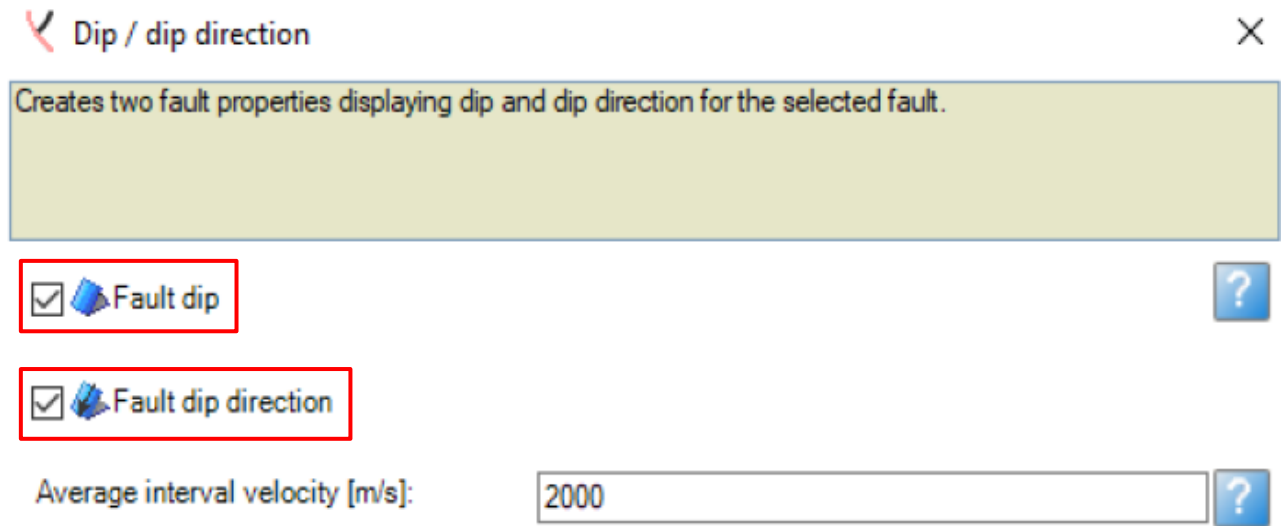 Dip / dip direction
Creates two fault properties displaying dip and dip direction for the selected fault.
Fault dip
?
Fault dip direction
Average interval velocity [m/s]: 2000 ?